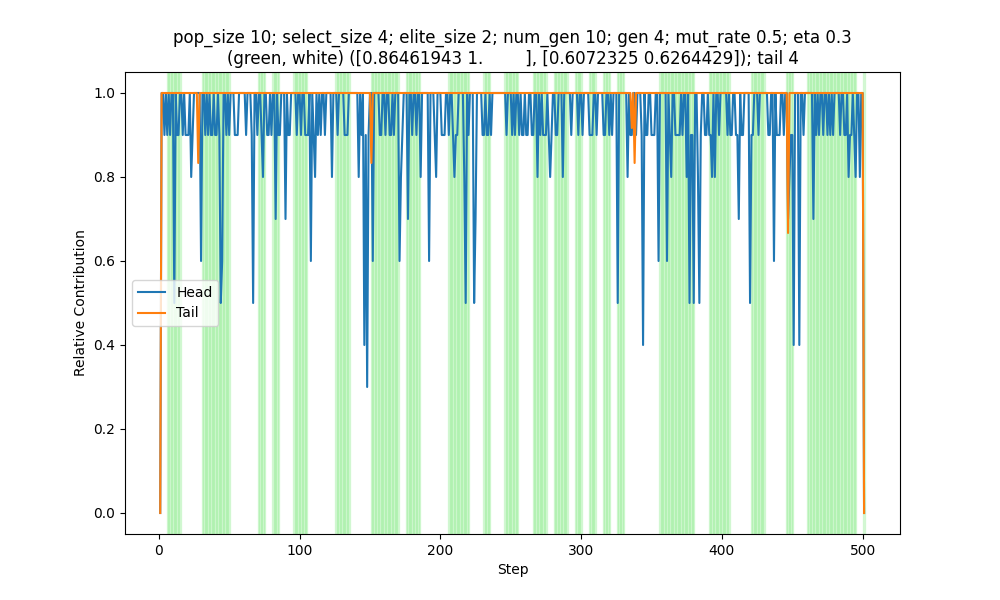 pop_size 10; select_size 4; elite_size 2; num_gen 10; gen 4; mut_rate 0.5; eta 0.3
(green, white) ([0.86461943 1.         ], [0.6072325 0.6264429]); tail 4
1.0
0.8
0.6
0.4
0.2
0.0
Relative Contribution
Head
Tail
0
100
200
300
400
500
Step